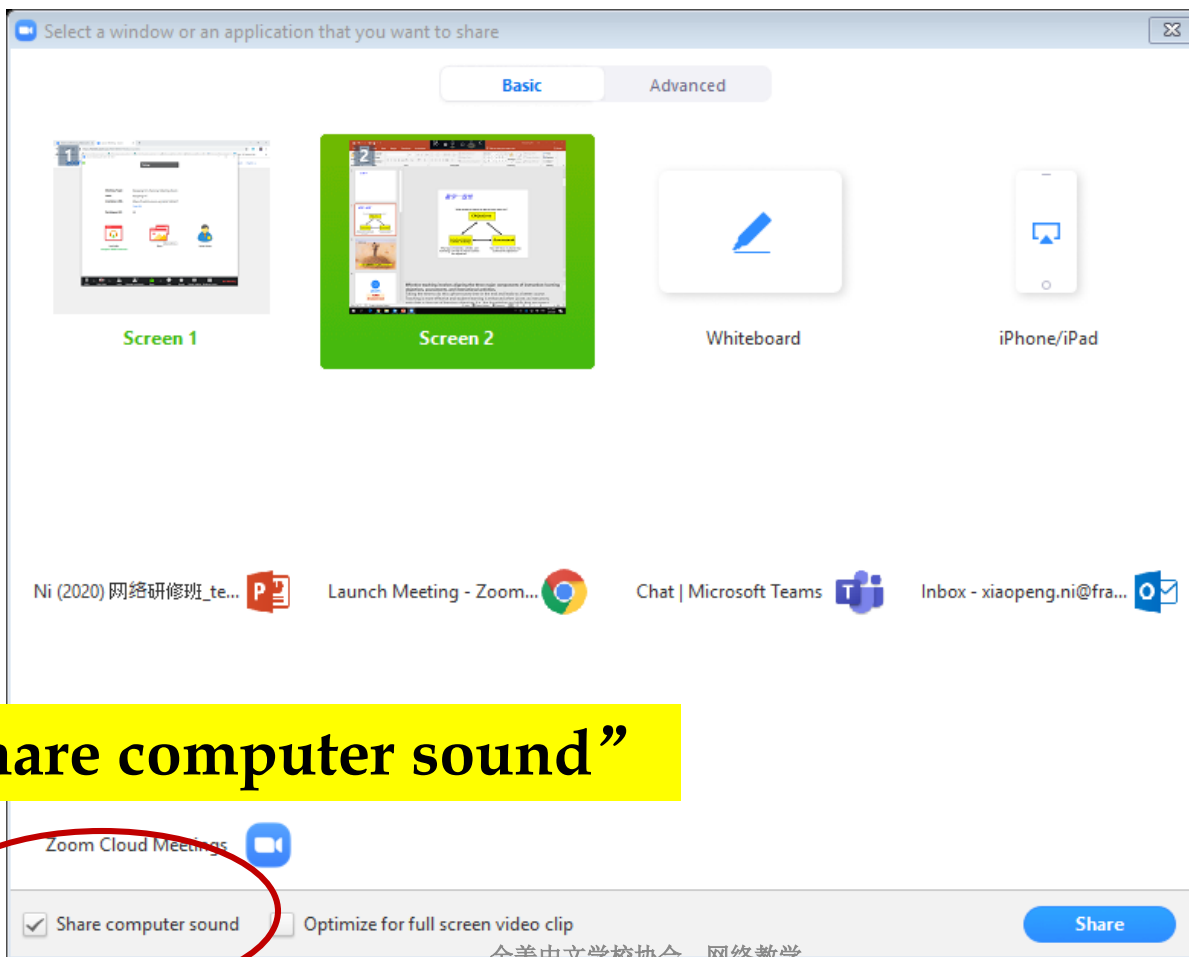 Select a window or an application that you want to share
Basic
Advanced
1
2
Screen 1
Screen 2
Whiteboard
iPhone/iPad
Ni (2020) 网络研修班_te...
Launch Meeting - Zoom...
Chat | Microsoft Teams
Inbox - xiaopeng.ni@fra...
hare computer sound”
Zoom Cloud Meetings
Share computer sound
Optimize for full screen video clip
Share